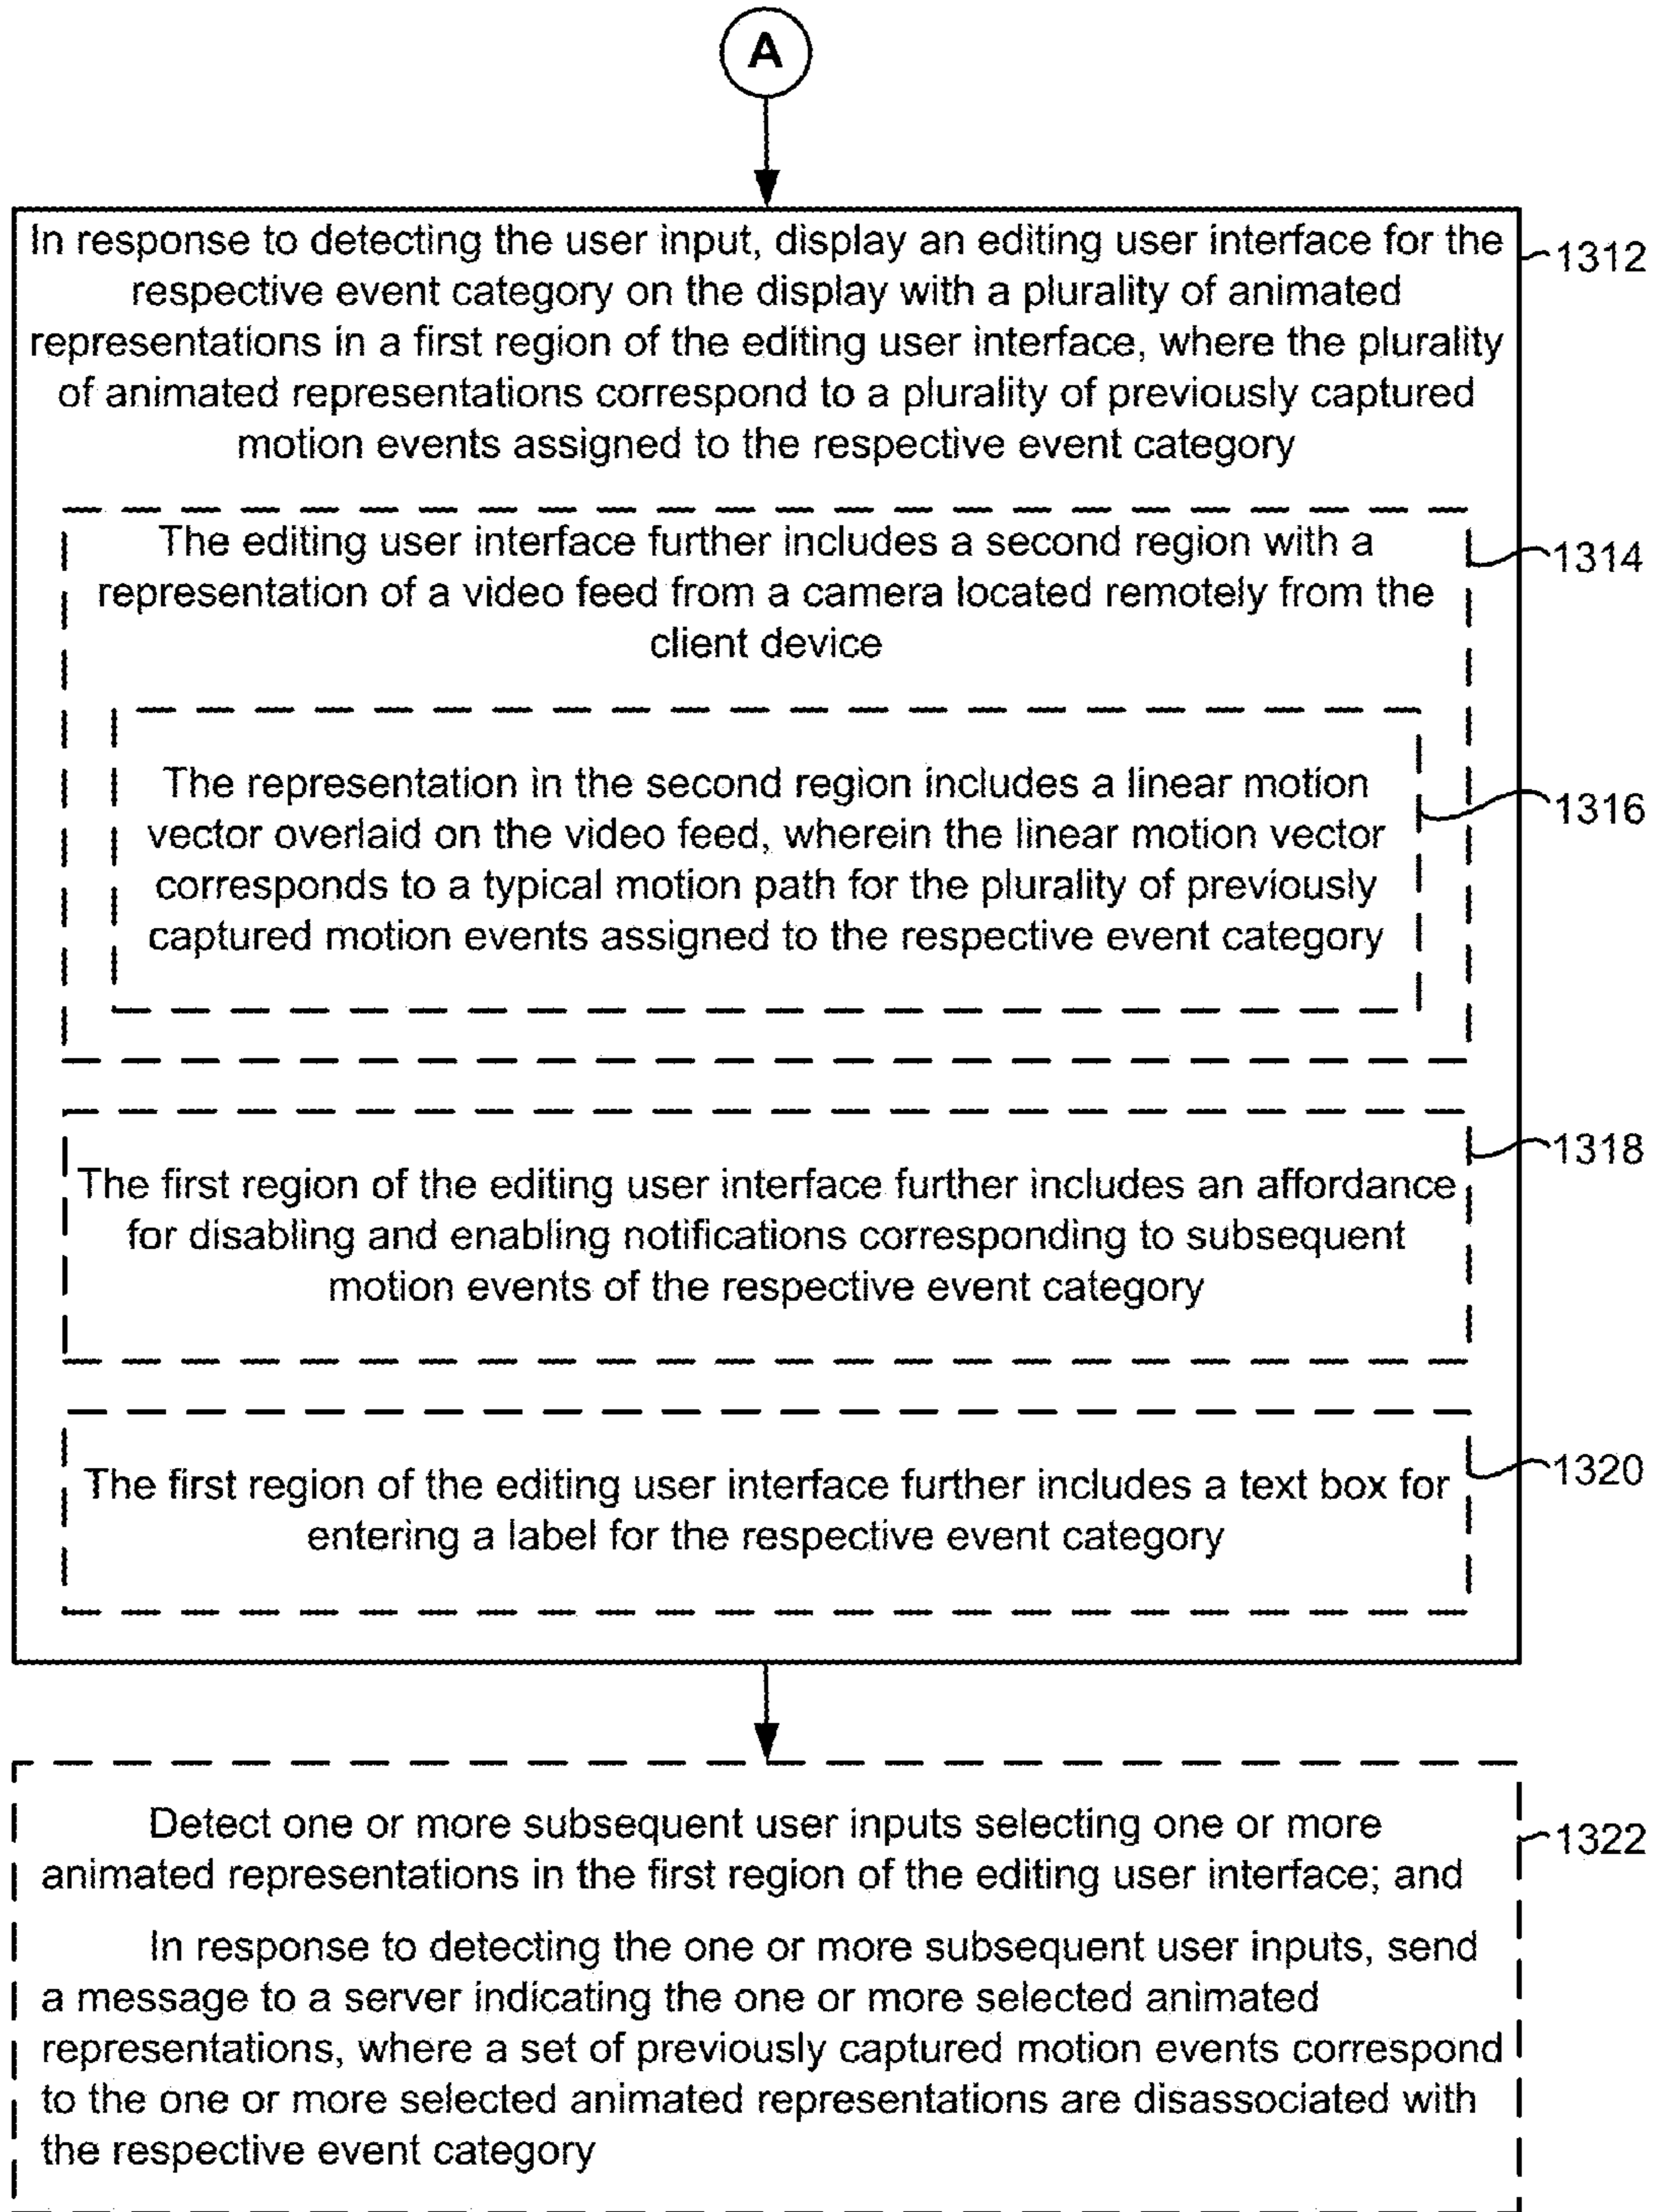 A
In response to detecting the user input, display an editing user interface for the
respective event category on the display with a plurality of animated
representations in a first region of the editing user interface, where the plurality
of animated representations correspond to a plurality of previously captured
motion events assigned to the respective event category
1312
The editing user interface further includes a second region with a
representation of a video feed from a camera located remotely from the
client device
1314
The representation in the second region includes a linear motion
vector overlaid on the video feed, wherein the linear motion vector
corresponds to a typical motion path for the plurality of previously
captured motion events assigned to the respective event category
1316
The first region of the editing user interface further includes an affordance
for disabling and enabling notifications corresponding to subsequent
motion events of the respective event category
1318
The first region of the editing user interface further includes a text box for
entering a label for the respective event category
1320
Detect one or more subsequent user inputs selecting one or more
animated representations in the first region of the editing user interface; and
In response to detecting the one or more subsequent user inputs, send
a message to a server indicating the one or more selected animated
representations, where a set of previously captured motion events correspond
to the one or more selected animated representations are disassociated with
the respective event category
1322